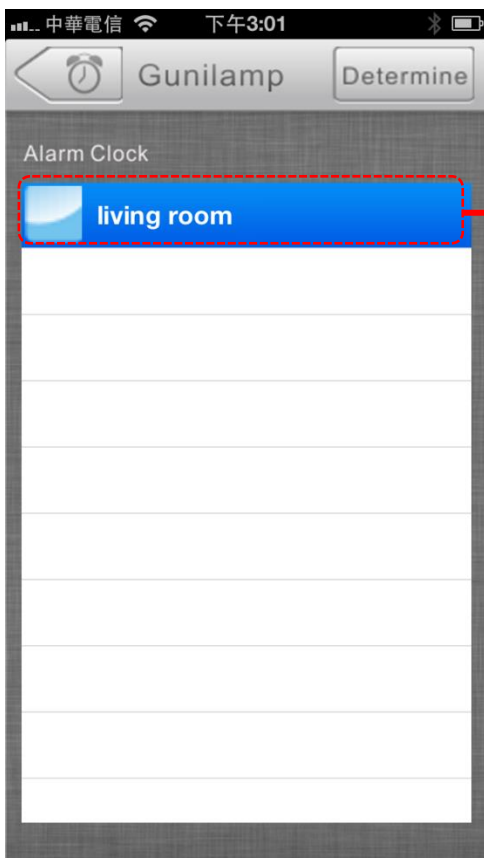 中華電信 下午3:01
Gunilamp Determine
Alarm Clock
living room